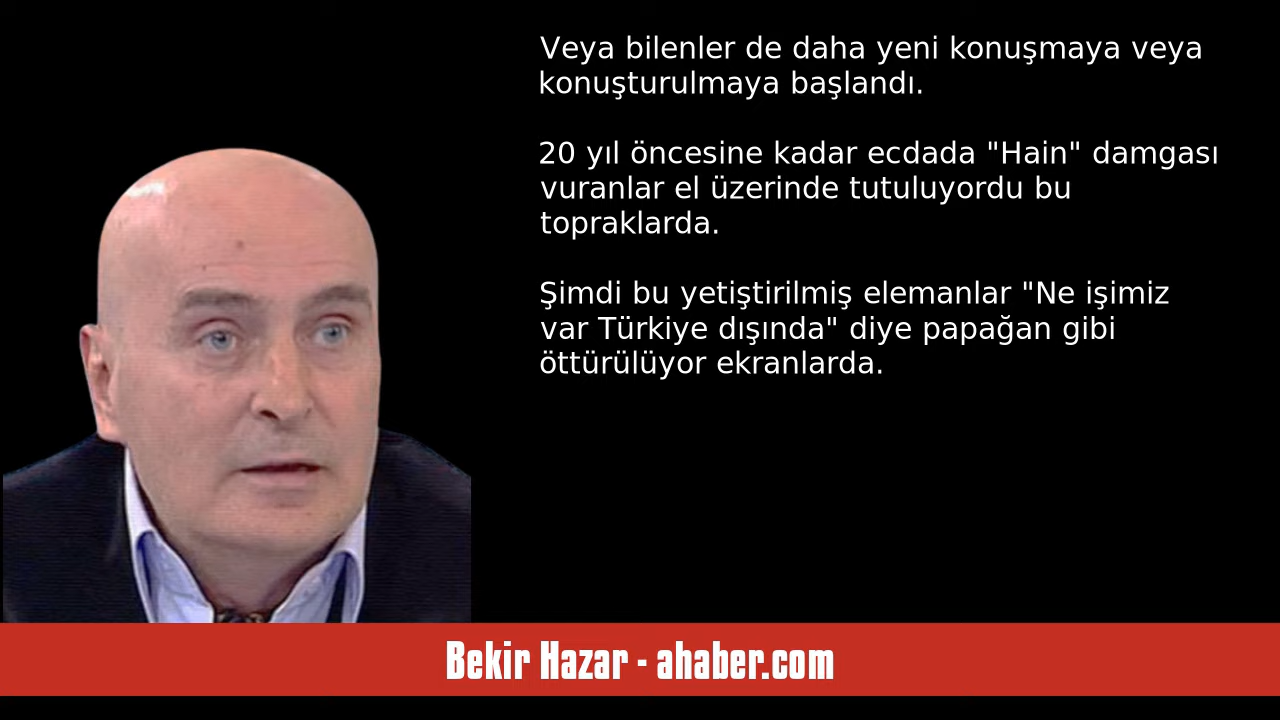 Veya bilenler de daha yeni konuşmaya veya
konuşturulmaya başlandı.
20 yıl öncesine kadar ecdada "Hain" damgası
vuranlar el üzerinde tutuluyordu bu
topraklarda.
Şimdi bu yetiştirilmiş elemanlar "Ne işimiz
var Türkiye dışında" diye papağan gibi
öttürülüyor ekranlarda.
Bekir Hazar - ahaber.com